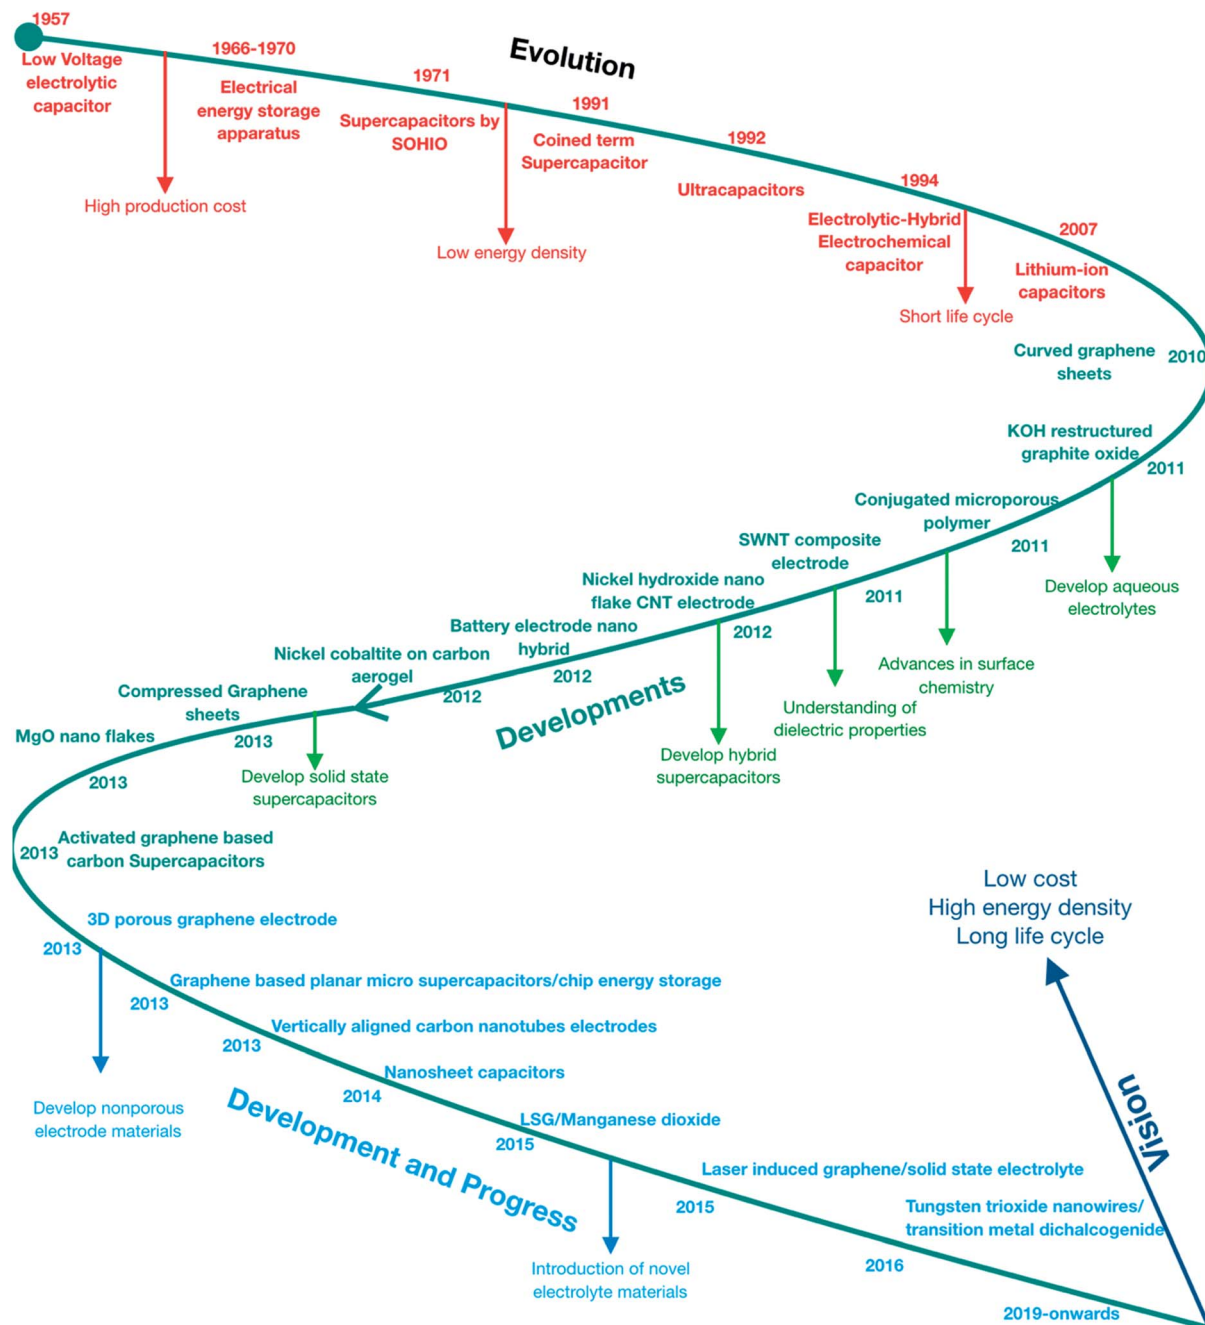 Evolution
1957
Low Voltage
electrolytic
capacitor
High production cost
1966-1970
Electrical
energy storage
apparatus
1971
Supercapacitors by
SOHIO
Low energy density
1991
Coined term
Supercapacitor
1992
Ultracapacitors
1994
Electrolytic-Hybrid
Electrochemical
capacitor
Short life cycle
2007
Lithium-ion
capacitors
Curved graphene
sheets
2010
KOH restructured
graphite oxide
2011
Develop aqueous
electrolytes
Conjugated microporous
polymer
2011
Advances in surface
chemistry
SWNT composite
electrode
2011
Understanding of
dielectric properties
Nickel hydroxide nano
flake CNT electrode
2012
Develop hybrid
supercapacitors
Battery electrode nano
hybrid
2012
Developments
Nickel cobaltite on carbon
aerogel
2012
Compressed Graphene
sheets
2013
Develop solid state
supercapacitors
MgO nano flakes
2013
2013
Activated graphene based
carbon Supercapacitors
3D porous graphene electrode
2013
Develop nonporous
electrode materials
Graphene based planar micro supercapacitors/chip energy storage
2013
Vertically aligned carbon nanotubes electrodes
2013
Nanosheet capacitors
2014
Development and Progress
LSG/Manganese dioxide
2015
Introduction of novel
electrolyte materials
Laser induced graphene/solid state electrolyte
2015
Tungsten trioxide nanowires/
transition metal dichalcogenide
2016
2019-onwards
Vision
Low cost
High energy density
Long life cycle